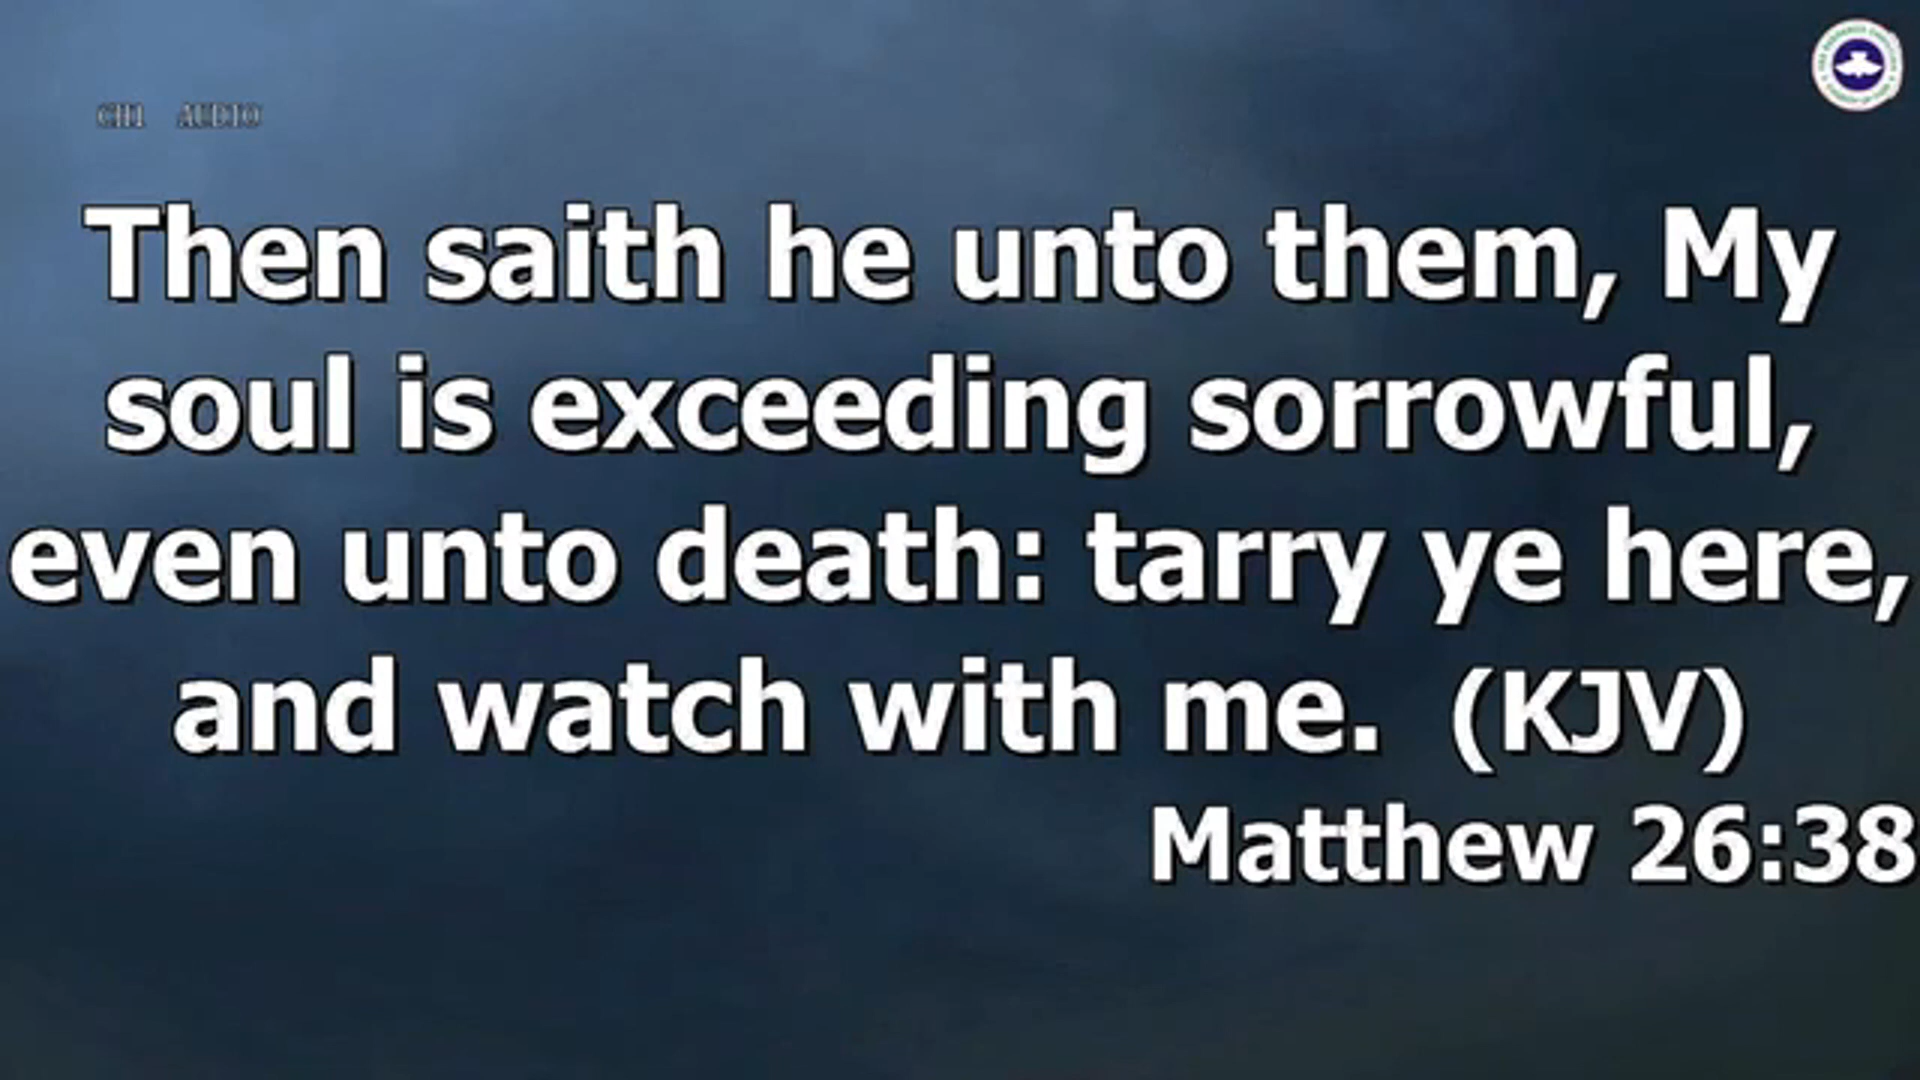 CH1 AUDIO
Then saith he unto them, My
soul is exceeding sorrowful,
even unto death: tarry ye here,
and watch with me. (KJV)
Matthew 26:38